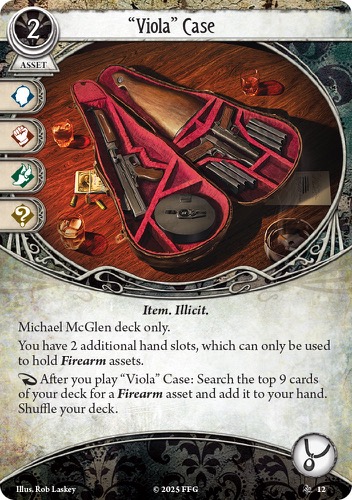 “Viola” Case
2
ASSET
?
Item. Illicit.
Michael McGlen deck only.
You have 2 additional hand slots, which can only be used
to hold Firearm assets.
After you play “Viola” Case: Search the top 9 cards
of your deck for a Firearm asset and add it to your hand.
Shuffle your deck.
Illus. Rob Laskey
© 2025 FFG
12